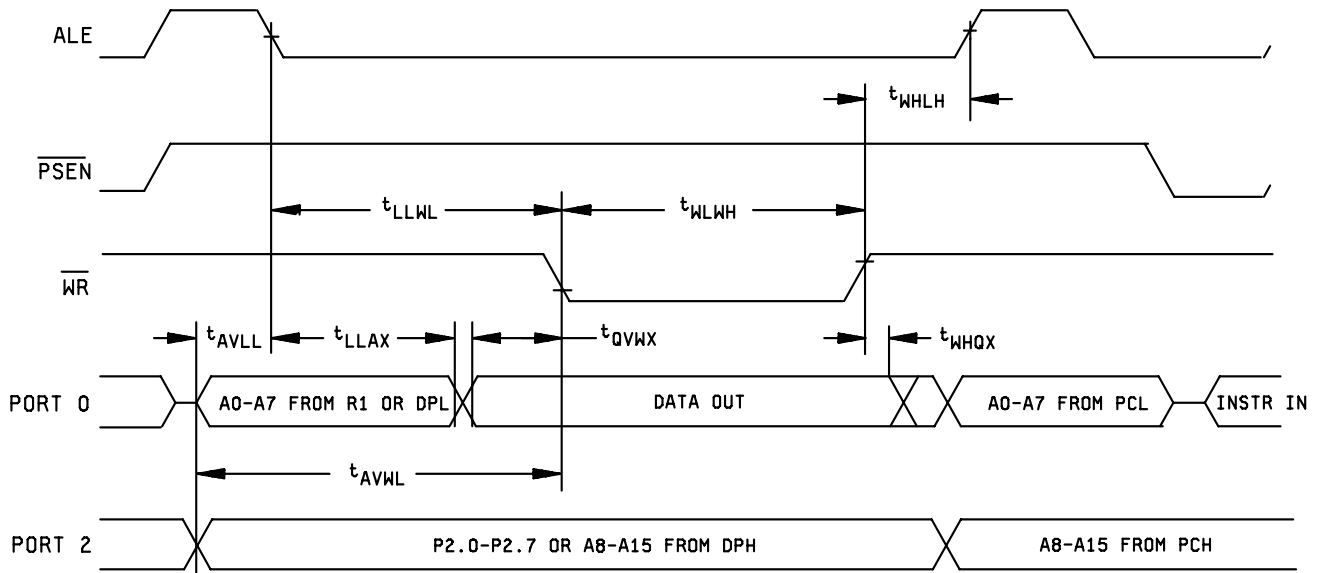 ALE
tWHLH
PSEN
tLLWL
tWLWH
WR
tAVLL
tLLAX
tQVWX
tWHQX
PORT 0
A0-A7 FROM R1 OR DPL
DATA OUT
A0-A7 FROM PCL
INSTR IN
tAVWL
PORT 2
P2.0-P2.7 OR A8-A15 FROM DPH
A8-A15 FROM PCH